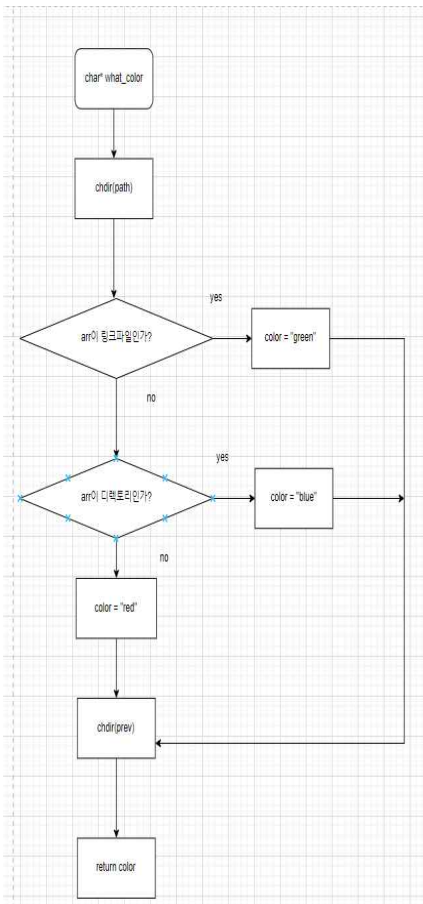 char* what_color
chdir(path)
yes
arr이 링크파일인가?
color = "green"
no
yes
arr이 디렉토리인가?
color = "blue"
no
color = "red"
chdir(prev)
return color